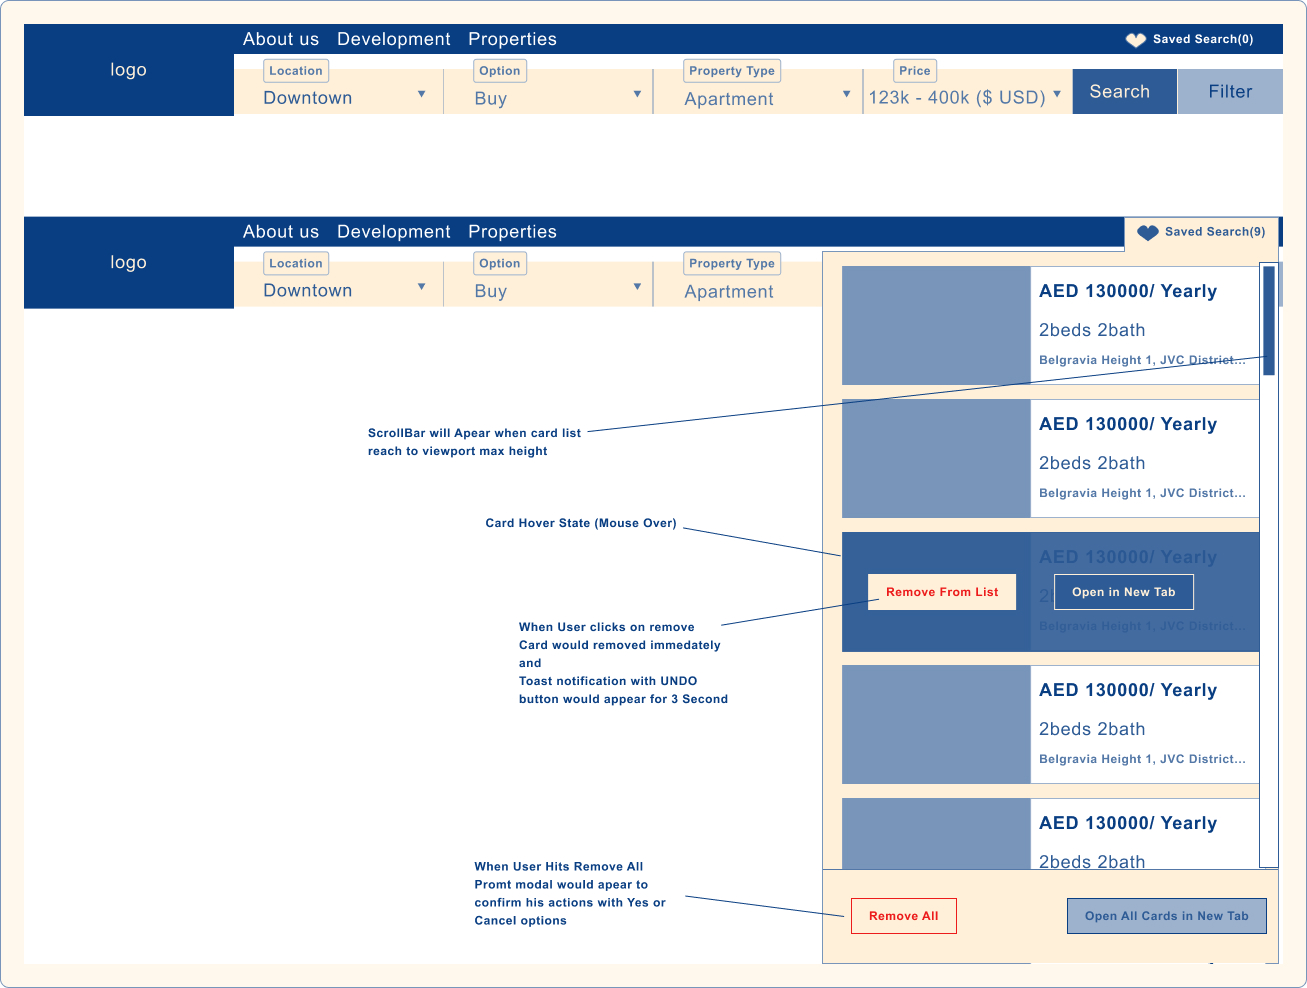 logo
About us Development Properties
Saved Search(0)
Location
Downtown
Option
Buy
Property Type
Apartment
Price
123k - 400k ($ USD)
Search
Filter
logo
About us Development Properties
Saved Search(9)
Location
Downtown
Option
Buy
Property Type
Apartment
AED 130000/ Yearly
2beds 2bath
Belgravia Height 1, JVC District...
ScrollBar will Apear when card list
reach to viewport max height
AED 130000/ Yearly
2beds 2bath
Belgravia Height 1, JVC District...
Card Hover State (Mouse Over)
AED 130000/ Yearly
Remove From List
2
Open in New Tab
Belgravia Height 1, JVC District...
When User clicks on remove
Card would removed immedately
and
Toast notification with UNDO
button would appear for 3 Second
AED 130000/ Yearly
2beds 2bath
Belgravia Height 1, JVC District...
AED 130000/ Yearly
2beds 2bath
When User Hits Remove All
Promt modal would apear to
confirm his actions with Yes or
Cancel options
Remove All
Open All Cards in New Tab